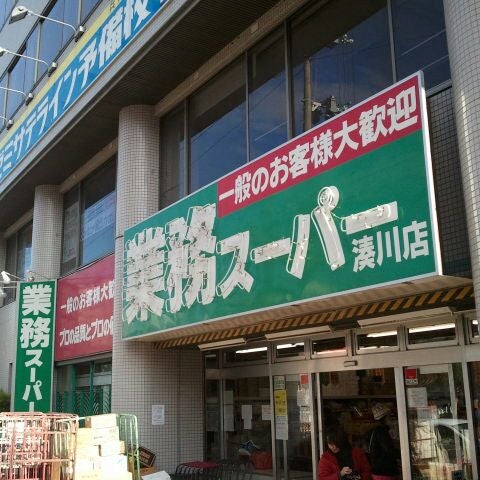 ミサテライン予備校
一般のお客様大歓迎
業務スーパー
湊川店
一般のお客様大歓
プロの品質とプロの価
業務スーパー